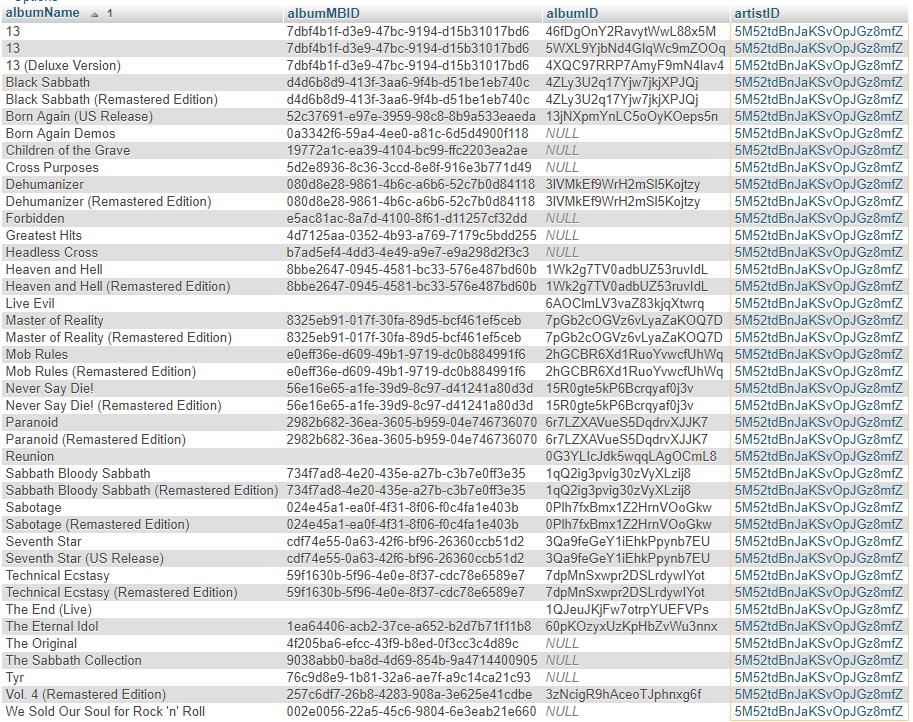 albumName 1 albumMBID albumID artistID
13 7dbf4b1f-d3e9-47bc-9194-d15b31017bd6 46fDgOnY2RavytWwL88x5M 5M52tdBnJaKSvOpJGz8mfZ
13 7dbf4b1f-d3e9-47bc-9194-d15b31017bd6 5WXL9YjbNd4GIqWc9mZOOq 5M52tdBnJaKSvOpJGz8mfZ
13 (Deluxe Version) 7dbf4b1f-d3e9-47bc-9194-d15b31017bd6 4XQC97RRP7AmyF9mN4Iav4 5M52tdBnJaKSvOpJGz8mfZ
Black Sabbath d4d6b8d9-413f-3aa6-9f4b-d51be1eb740c 4ZLy3U2q17Yjw7jkjXPJQj 5M52tdBnJaKSvOpJGz8mfZ
Black Sabbath (Remastered Edition) d4d6b8d9-413f-3aa6-9f4b-d51be1eb740c 4ZLy3U2q17Yjw7jkjXPJQj 5M52tdBnJaKSvOpJGz8mfZ
Born Again (US Release) 52c37691-e97e-3959-98c8-8b9a533eaeda 13jNXpmYnLC5oOyKOeps5n 5M52tdBnJaKSvOpJGz8mfZ
Born Again Demos 0a3342f6-59a4-4ee0-a81c-6d5d4900f118 NULL 5M52tdBnJaKSvOpJGz8mfZ
Children of the Grave 19772a1c-ea39-4104-bc99-ffc2203ea2ae NULL 5M52tdBnJaKSvOpJGz8mfZ
Cross Purposes 5d2e8936-8c36-3ccd-8e8f-916e3b771d49 NULL 5M52tdBnJaKSvOpJGz8mfZ
Dehumanizer 080d8e28-9861-4b6c-a6b6-52c7b0d84118 3IVMkEf9WrH2mSl5Kojtzy 5M52tdBnJaKSvOpJGz8mfZ
Dehumanizer (Remastered Edition) 080d8e28-9861-4b6c-a6b6-52c7b0d84118 3IVMkEf9WrH2mSl5Kojtzy 5M52tdBnJaKSvOpJGz8mfZ
Forbidden e5ac81ac-8a7d-4100-8f61-d11257cf32dd NULL 5M52tdBnJaKSvOpJGz8mfZ
Greatest Hits 4d7125aa-0352-4b93-a769-7179c5bdd255 NULL 5M52tdBnJaKSvOpJGz8mfZ
Headless Cross b7ad5ef4-4dd3-4e49-a9e7-e9a298d2f3c3 NULL 5M52tdBnJaKSvOpJGz8mfZ
Heaven and Hell 8bbe2647-0945-4581-bc33-576e487bd60b 1Wk2g7TV0adbUZ53ruvIdL 5M52tdBnJaKSvOpJGz8mfZ
Heaven and Hell (Remastered Edition) 8bbe2647-0945-4581-bc33-576e487bd60b 1Wk2g7TV0adbUZ53ruvIdL 5M52tdBnJaKSvOpJGz8mfZ
Live Evil 6AOClmLV3vaZ83kjqXtwrq 5M52tdBnJaKSvOpJGz8mfZ
Master of Reality 8325eb91-017f-30fa-89d5-bcf461ef5ceb 7pGb2cOGVz6vLyaZaKOQ7D 5M52tdBnJaKSvOpJGz8mfZ
Master of Reality (Remastered Edition) 8325eb91-017f-30fa-89d5-bcf461ef5ceb 7pGb2cOGVz6vLyaZaKOQ7D 5M52tdBnJaKSvOpJGz8mfZ
Mob Rules e0eff36e-d609-49b1-9719-dc0b884991f6 2hGCBR6Xd1RuoYvwcfUhWq 5M52tdBnJaKSvOpJGz8mfZ
Mob Rules (Remastered Edition) e0eff36e-d609-49b1-9719-dc0b884991f6 2hGCBR6Xd1RuoYvwcfUhWq 5M52tdBnJaKSvOpJGz8mfZ
Never Say Die! 56e16e65-a1fe-39d9-8c97-d41241a80d3d 15R0gte5kP6Bcrqyaf0j3v 5M52tdBnJaKSvOpJGz8mfZ
Never Say Die! (Remastered Edition) 56e16e65-a1fe-39d9-8c97-d41241a80d3d 15R0gte5kP6Bcrqyaf0j3v 5M52tdBnJaKSvOpJGz8mfZ
Paranoid 2982b682-36ea-3605-b959-04e746736070 6r7LZXAVueS5DqdrvXJJK7 5M52tdBnJaKSvOpJGz8mfZ
Paranoid (Remastered Edition) 2982b682-36ea-3605-b959-04e746736070 6r7LZXAVueS5DqdrvXJJK7 5M52tdBnJaKSvOpJGz8mfZ
Reunion 0G3YLIcJdk5wqqLAgOCmL8 5M52tdBnJaKSvOpJGz8mfZ
Sabbath Bloody Sabbath 734f7ad8-4e20-435e-a27b-c3b7e0ff3e35 1qQ2ig3pvig30zVyXLzij8 5M52tdBnJaKSvOpJGz8mfZ
Sabbath Bloody Sabbath (Remastered Edition) 734f7ad8-4e20-435e-a27b-c3b7e0ff3e35 1qQ2ig3pvig30zVyXLzij8 5M52tdBnJaKSvOpJGz8mfZ
Sabotage 024e45a1-ea0f-4f31-8f06-f0c4fa1e403b 0PIh7fxBmx1Z2HrnVOoGkw 5M52tdBnJaKSvOpJGz8mfZ
Sabotage (Remastered Edition) 024e45a1-ea0f-4f31-8f06-f0c4fa1e403b 0PIh7fxBmx1Z2HrnVOoGkw 5M52tdBnJaKSvOpJGz8mfZ
Seventh Star cdf74e55-0a63-42f6-bf96-26360ccb51d2 3Qa9feGeY1iEhkPpynb7EU 5M52tdBnJaKSvOpJGz8mfZ
Seventh Star (US Release) cdf74e55-0a63-42f6-bf96-26360ccb51d2 3Qa9feGeY1iEhkPpynb7EU 5M52tdBnJaKSvOpJGz8mfZ
Technical Ecstasy 59f1630b-5f96-4e0e-8f37-cdc78e6589e7 7dpMnSxwpr2DSLrdywIYot 5M52tdBnJaKSvOpJGz8mfZ
Technical Ecstasy (Remastered Edition) 59f1630b-5f96-4e0e-8f37-cdc78e6589e7 7dpMnSxwpr2DSLrdywIYot 5M52tdBnJaKSvOpJGz8mfZ
The End (Live) 1QJeuJKjFw7otrpYUEFVPs 5M52tdBnJaKSvOpJGz8mfZ
The Eternal Idol 1ea64406-acb2-37ce-a652-b2d7b71f11b8 60pKOzyxUzKpHbZvWu3nnx 5M52tdBnJaKSvOpJGz8mfZ
The Original 4f205ba6-efcc-43f9-b8ed-0f3cc3c4d89c NULL 5M52tdBnJaKSvOpJGz8mfZ
The Sabbath Collection 9038abb0-ba8d-4d69-854b-9a4714400905 NULL 5M52tdBnJaKSvOpJGz8mfZ
Tyr 76c9d8e9-1b81-32a6-ae7f-a9c14ca21c93 NULL 5M52tdBnJaKSvOpJGz8mfZ
Vol. 4 (Remastered Edition) 257c6df7-26b8-4283-908a-3e625e41cdbe 3zNcigR9hAceoTJphnxg6f 5M52tdBnJaKSvOpJGz8mfZ
We Sold Our Soul for Rock 'n' Roll 002e0056-22a5-45c6-9804-6e3eab21e660 NULL 5M52tdBnJaKSvOpJGz8mfZ